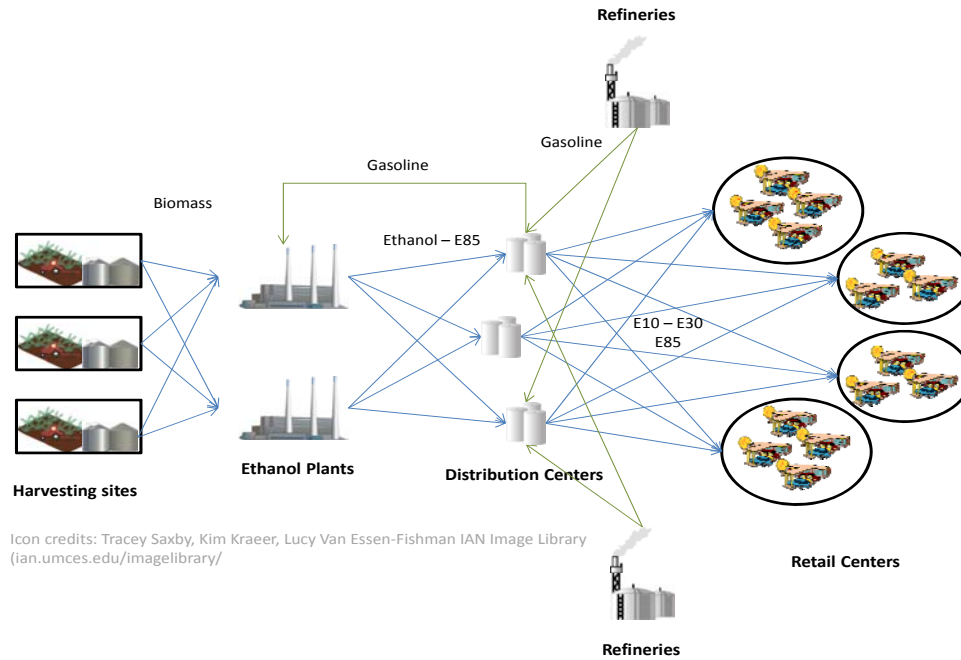 Refineries
Gasoline
Gasoline
Biomass
Ethanol – E85
E10 – E30
E85
Ethanol Plants
Distribution Centers
Harvesting sites
Icon credits: Tracey Saxby, Kim Kraeer, Lucy Van Essen-Fishman IAN Image Library
(ian.umces.edu/imagelibrary/
Retail Centers
Refineries